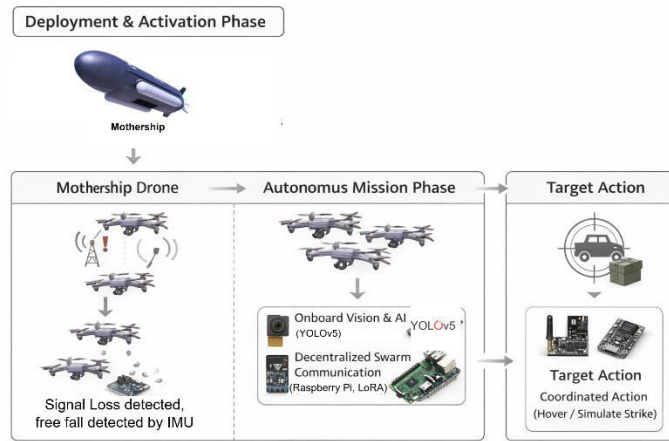 Deployment & Activation Phase
Mothership
Mothership Drone
Autonomus Mission Phase
Target Action
Onboard Vision & AI
(YOLOv5)
YOLOv5
Decentralized Swarm
Communication
(Raspberry Pi, LoRA)
Signal Loss detected,
free fall detected by IMU
Target Action
Coordinated Action
(Hover / Simulate Strike)